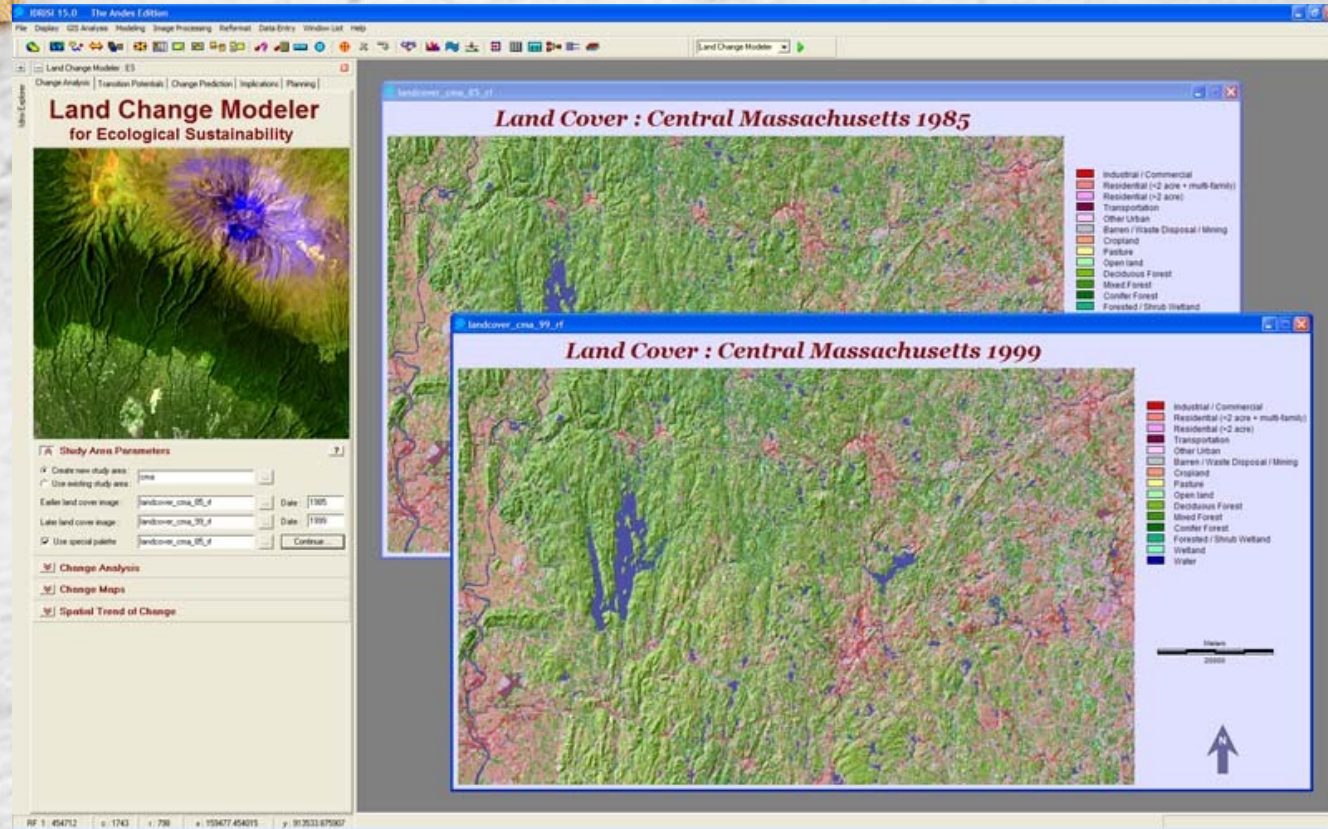 IDRISI 15.0 The Andes Edition
File Display GIS Analysis Modeling Image Processing Reformat Data Entry Window List Help
Land Change Modeler
Idrisi Explorer
Land Change Modeler : ES
Change Analysis Transition Potentials Change Prediction Implications Planning
Land Change Modeler
for Ecological Sustainability
Study Area Parameters ?
Create new study area:
Use existing study area:
cma ...
Earlier land cover image: landcover_cma_85_rf ... Date: 1985
Later land cover image: landcover_cma_99_rf ... Date: 1999
Use special palette landcover_cma_85_rf ... Continue...
Change Analysis
Change Maps
Spatial Trend of Change
landcover_cma_85_rf
Land Cover : Central Massachusetts 1985
Industrial / Commercial
Residential (<2 acre + multi-family)
Residential (>2 acre)
Transportation
Other Urban
Barren / Waste Disposal / Mining
Cropland
Pasture
Open land
Deciduous Forest
Mixed Forest
Conifer Forest
Forested / Shrub Wetland
landcover_cma_99_rf
Land Cover : Central Massachusetts 1999
Industrial / Commercial
Residential (<2 acre + multi-family)
Residential (>2 acre)
Transportation
Other Urban
Barren / Waste Disposal / Mining
Cropland
Pasture
Open land
Deciduous Forest
Mixed Forest
Conifer Forest
Forested / Shrub Wetland
Wetland
Water
Meters
20000
N
RF 1 : 454712 c : 1743 r : 798 x : 159477.454015 y : 913533.875907